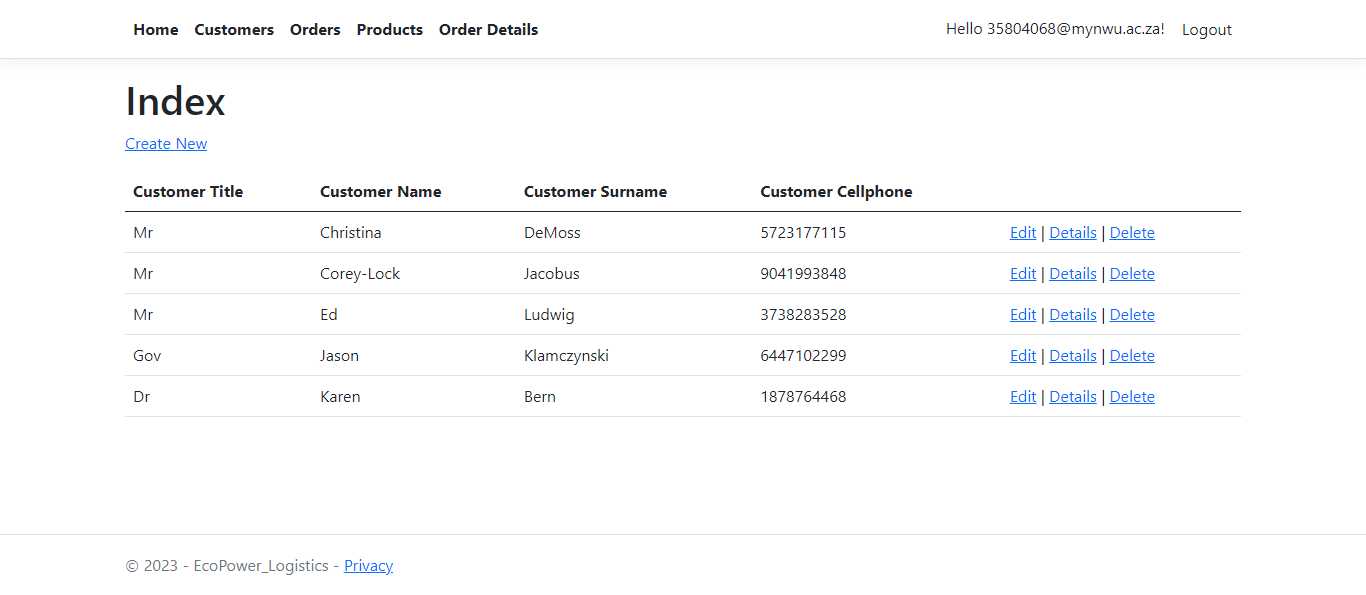 Home Customers Orders Products Order Details Hello 35804068@mynwu.ac.za! Logout
Index
Create New
Customer Title Customer Name Customer Surname Customer Cellphone
Mr Christina DeMoss 5723177115 Edit | Details | Delete
Mr Corey-Lock Jacobus 9041993848 Edit | Details | Delete
Mr Ed Ludwig 3738283528 Edit | Details | Delete
Gov Jason Klamczynski 6447102299 Edit | Details | Delete
Dr Karen Bern 1878764468 Edit | Details | Delete
© 2023 - EcoPower_Logistics - Privacy